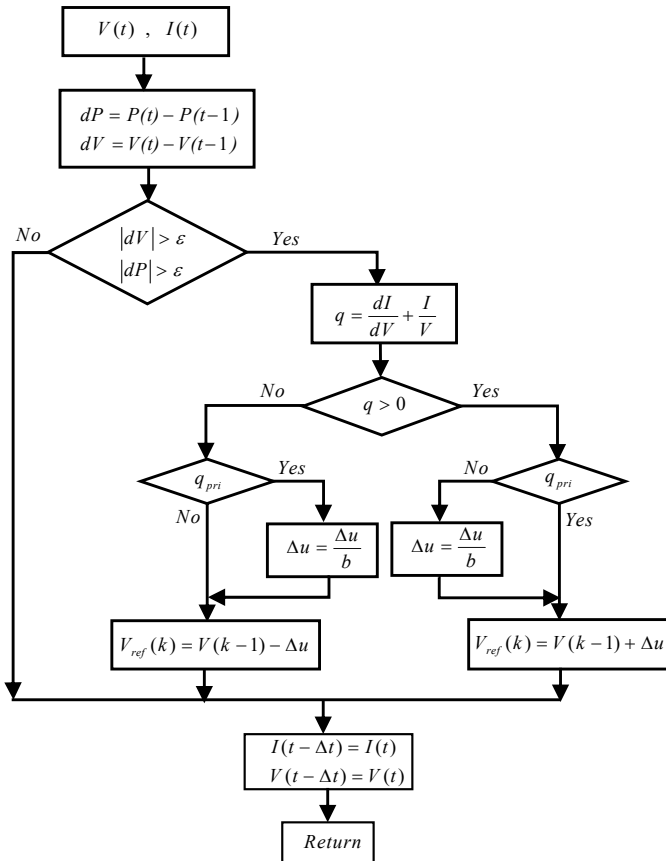 V(t) , I(t)
dP = P(t) − P(t−1)
dV = V(t) − V(t−1)
No
|dV| > ε
|dP| > ε
Yes
q = dI/dV + I/V
No
q > 0
Yes
q_pri
Yes
No
Δu = Δu/b
No
q_pri
Yes
Δu = Δu/b
V_ref(k) = V(k−1) − Δu
V_ref(k) = V(k−1) + Δu
I(t − Δt) = I(t)
V(t − Δt) = V(t)
Return